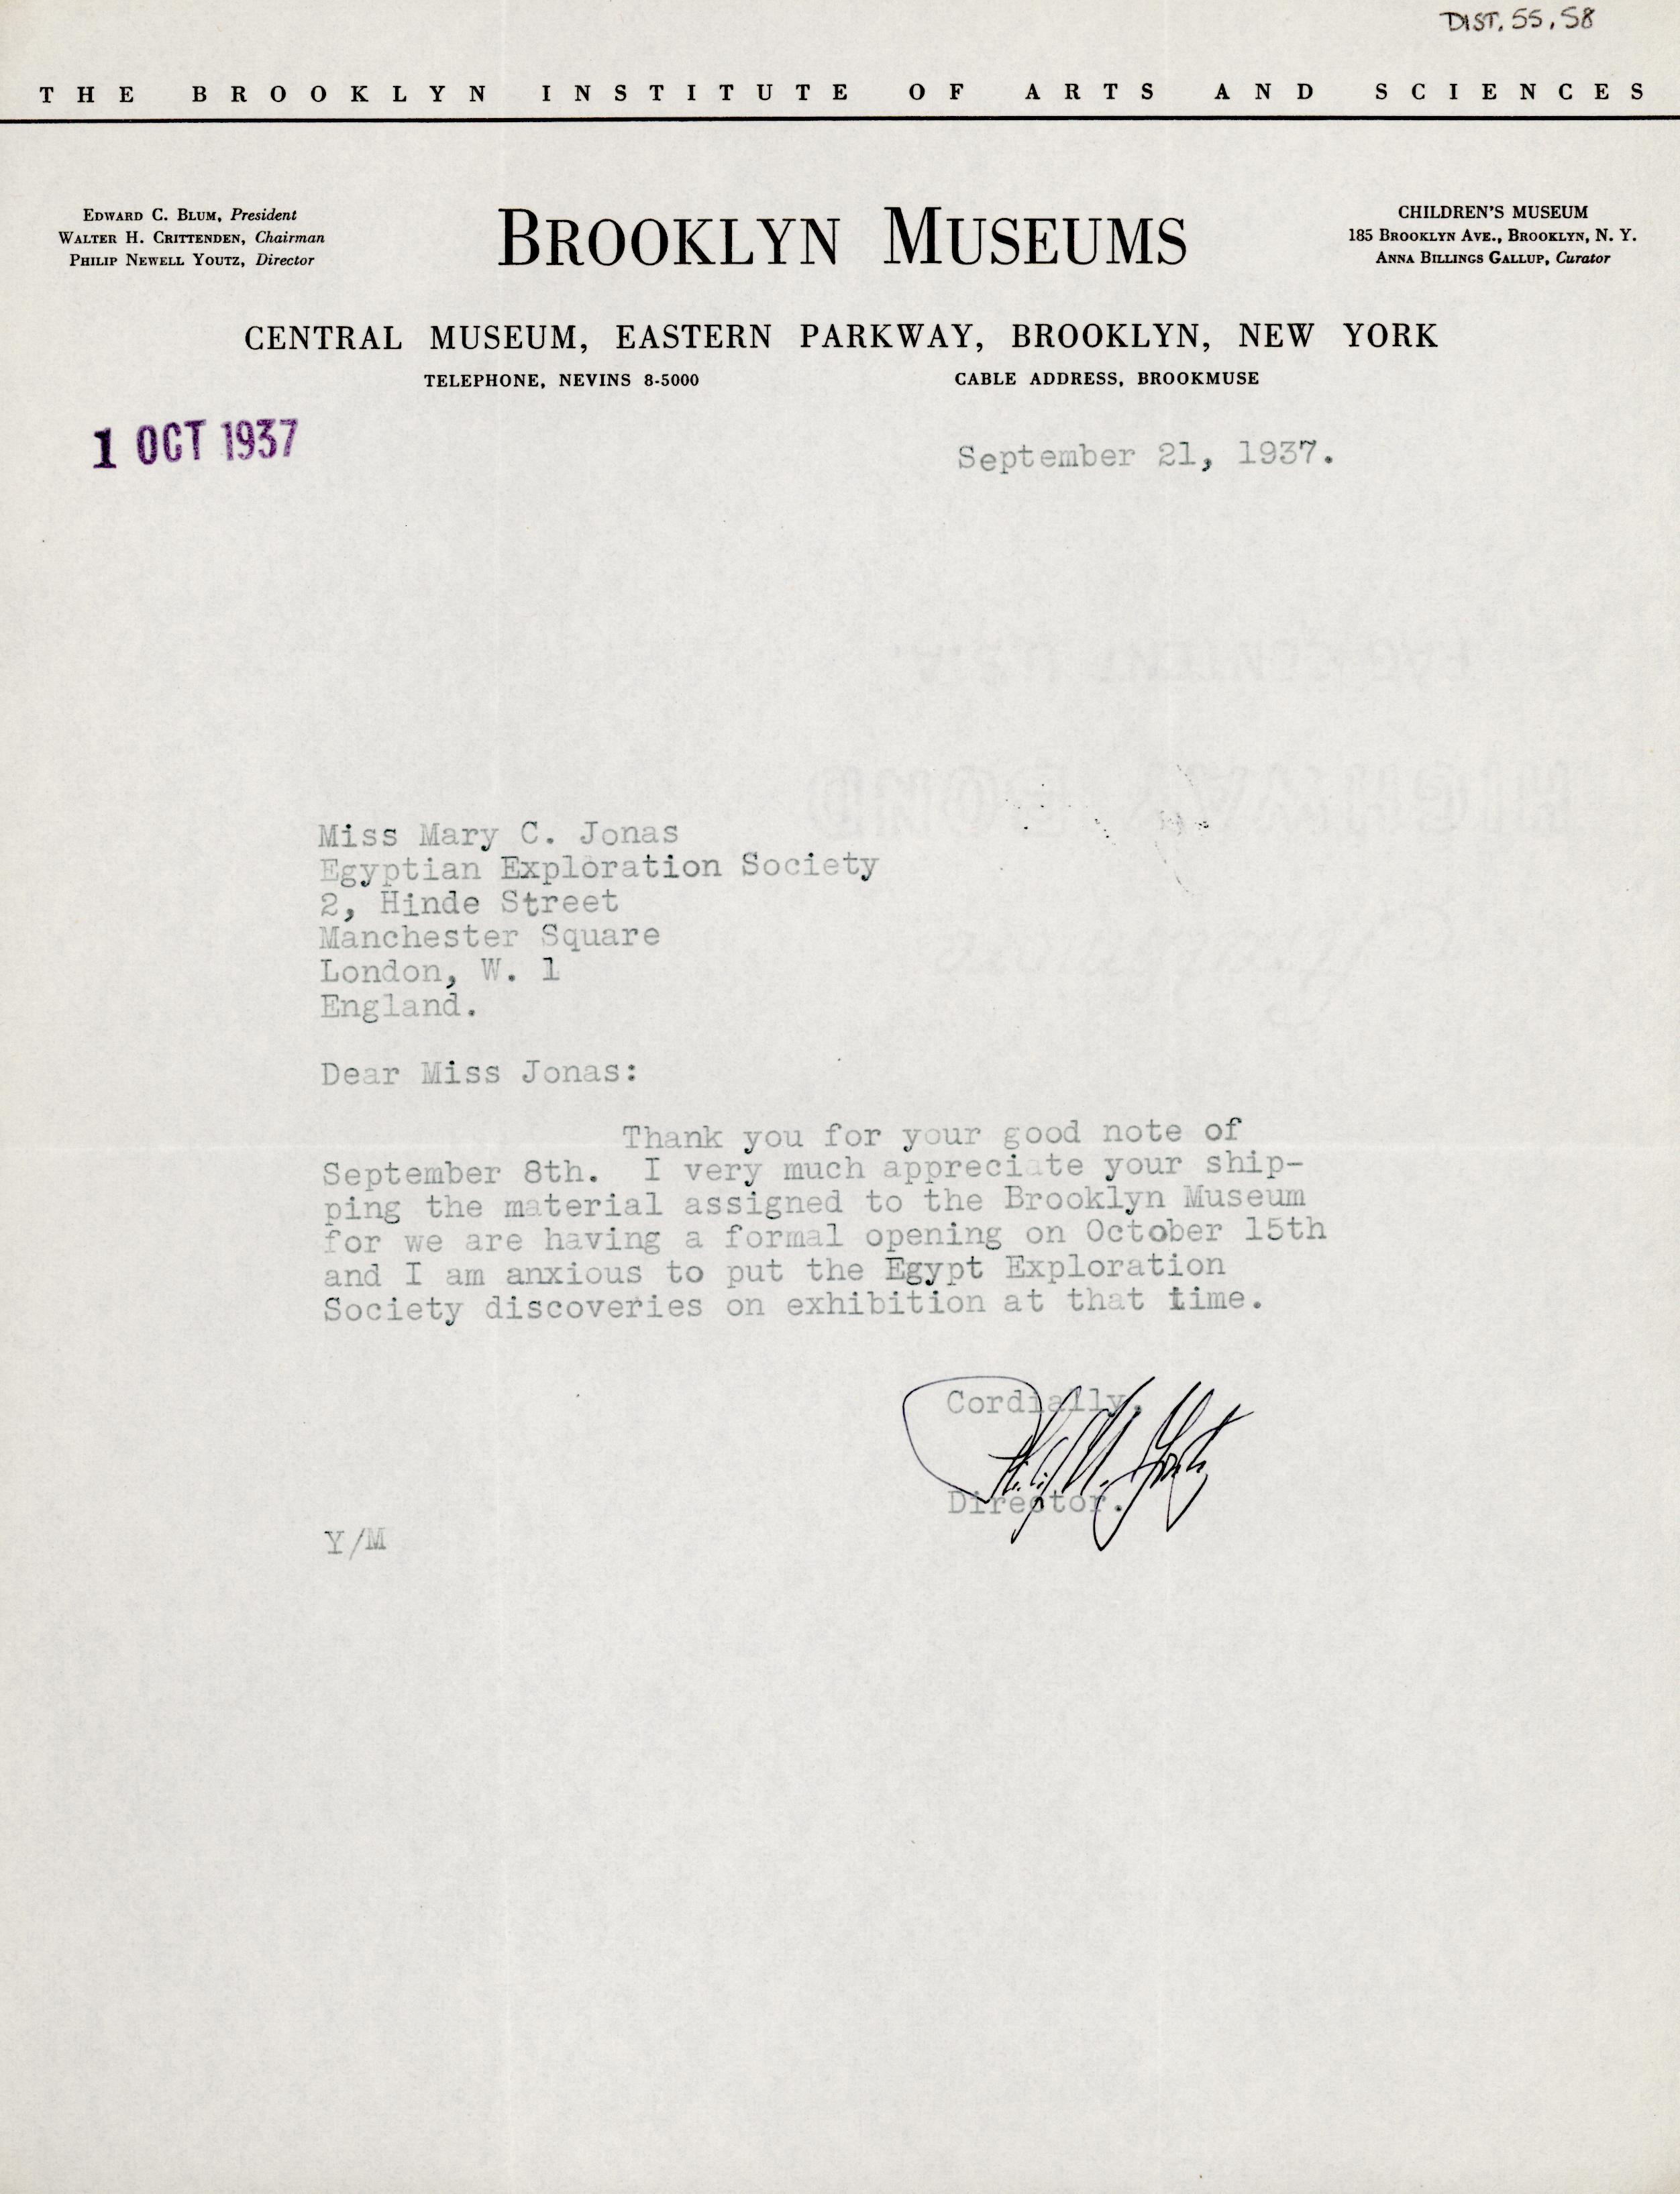 DIST. 55, 58
THE BROOKLYN INSTITUTE OF ARTS AND SCIENCES
EDWARD C. BLUM, President
WALTER H. CRITTENDEN, Chairman
PHILIP NEWELL YOUTZ, Director
BROOKLYN MUSEUMS
CHILDREN'S MUSEUM
185 BROOKLYN AVE., BROOKLYN, N. Y.
ANNA BILLINGS GALLUP, Curator
CENTRAL MUSEUM, EASTERN PARKWAY, BROOKLYN, NEW YORK
TELEPHONE, NEVINS 8-5000 CABLE ADDRESS, BROOKMUSE
1 OCT 1937
September 21, 1937.
Miss Mary C. Jonas
Egyptian Exploration Society
2, Hinde Street
Manchester Square
London, W. 1
England.
Dear Miss Jonas:
Thank you for your good note of
September 8th. I very much appreciate your ship-
ping the material assigned to the Brooklyn Museum
for we are having a formal opening on October 15th
and I am anxious to put the Egypt Exploration
Society discoveries on exhibition at that time.
Cordially,
Philip N. Youtz
Director.
Y/M